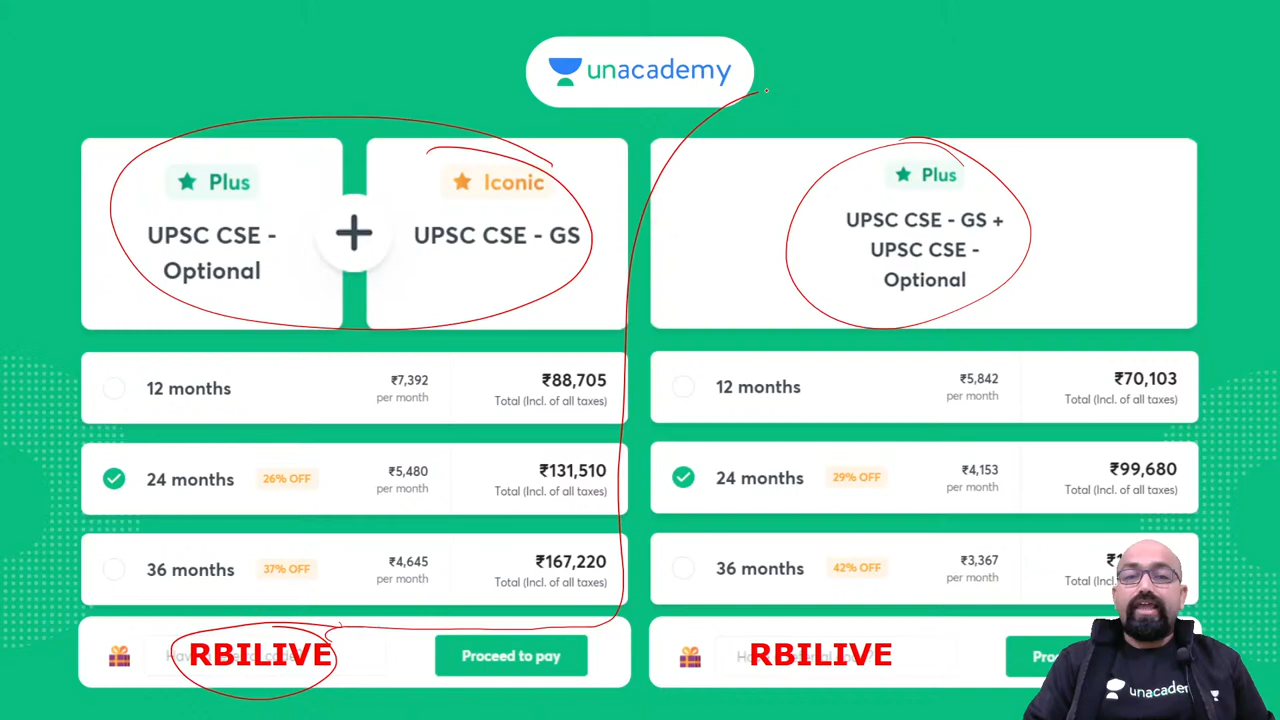 unacademy
Plus
UPSC CSE -
Optional
Iconic
UPSC CSE - GS
Plus
UPSC CSE - GS +
UPSC CSE -
Optional
12 months ₹7,392 per month ₹88,705 Total (Incl. of all taxes)
24 months 26% OFF ₹5,480 per month ₹131,510 Total (Incl. of all taxes)
36 months 37% OFF ₹4,645 per month ₹167,220 Total (Incl. of all taxes)
RBILIVE Proceed to pay
12 months ₹5,842 per month ₹70,103 Total (Incl. of all taxes)
24 months 29% OFF ₹4,153 per month ₹99,680 Total (Incl. of all taxes)
36 months 42% OFF ₹3,367 per month
RBILIVE